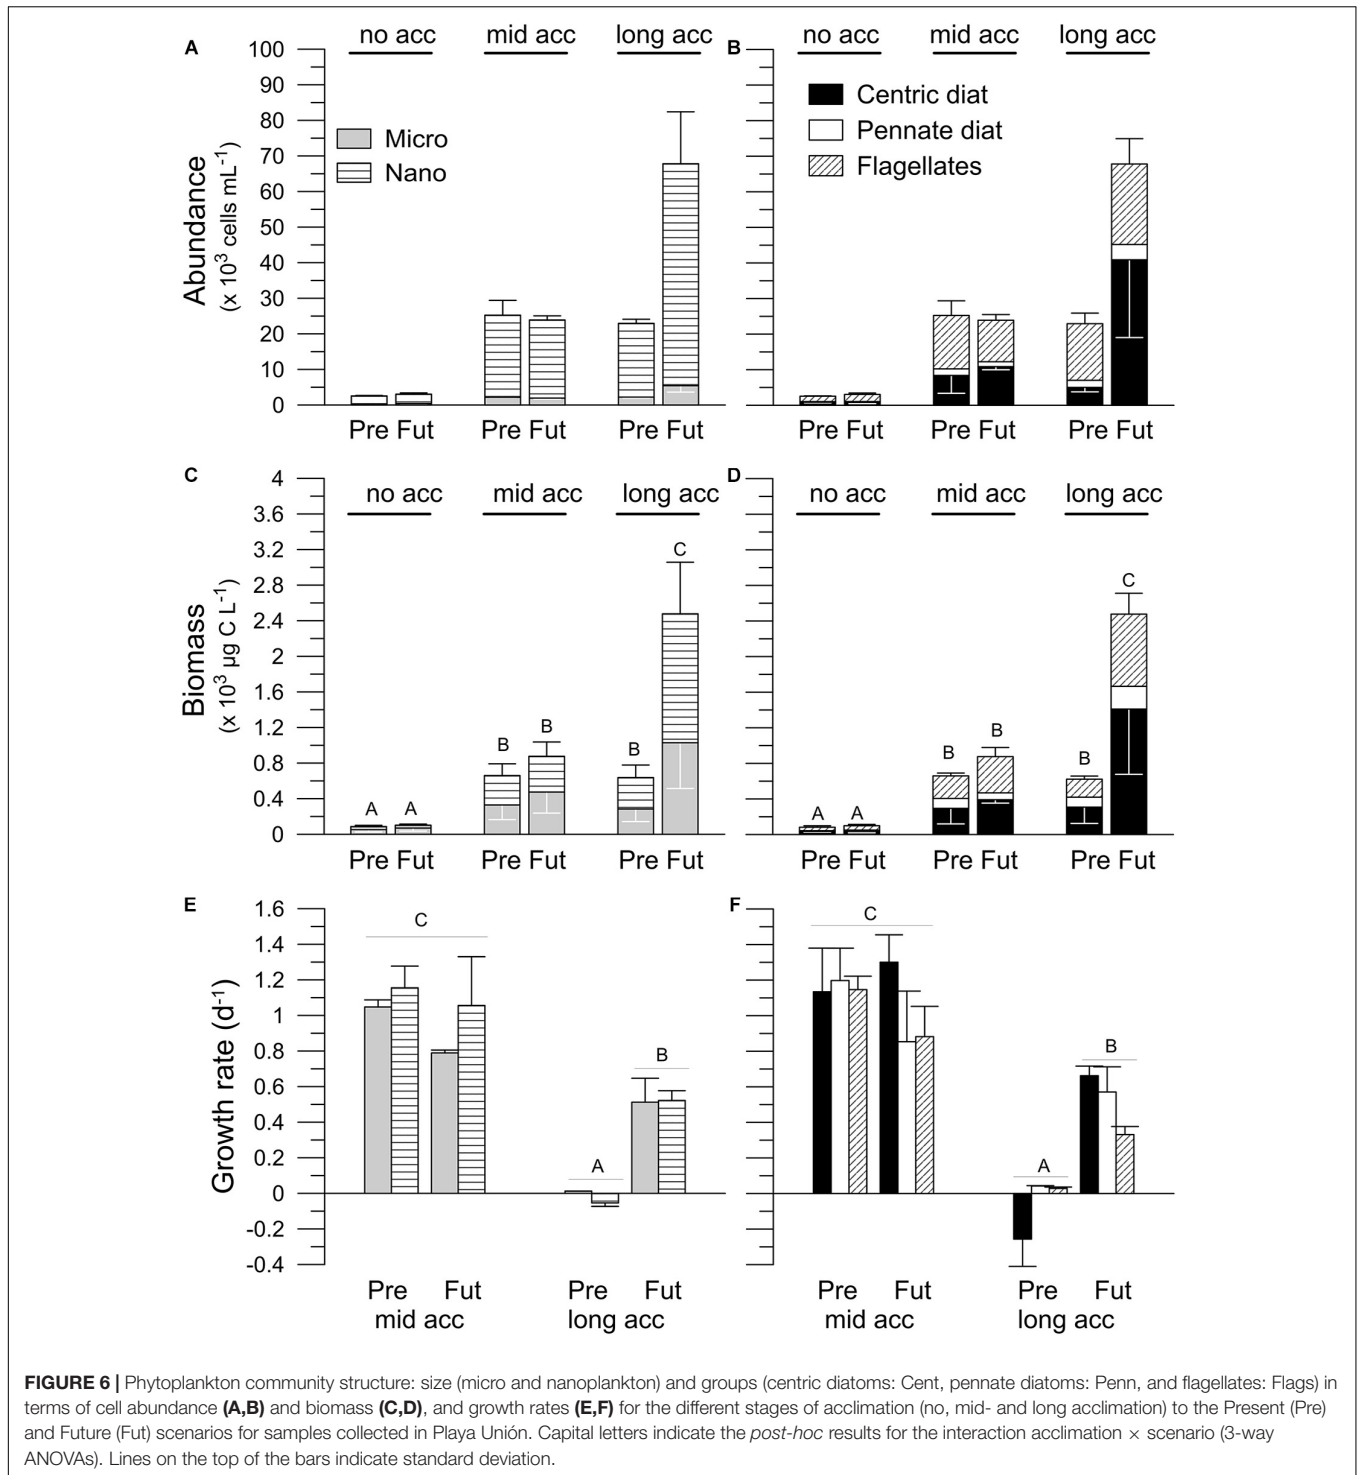 A
no acc
mid acc
long acc
B
no acc
mid acc
long acc
100
90
80
70
60
50
40
30
20
10
0
Abundance
(x 10³ cells mL⁻¹)
Micro
Nano
Centric diat
Pennate diat
Flagellates
Pre Fut
Pre Fut
Pre Fut
Pre Fut
Pre Fut
Pre Fut
C
no acc
mid acc
long acc
D
no acc
mid acc
long acc
4
3.6
3.2
2.8
2.4
2
1.6
1.2
0.8
0.4
0
Biomass
(x 10³ µg C L⁻¹)
A
A
B
B
B
C
A
A
B
B
B
C
Pre Fut
Pre Fut
Pre Fut
Pre Fut
Pre Fut
Pre Fut
E
F
1.6
1.4
1.2
1
0.8
0.6
0.4
0.2
0
-0.2
-0.4
Growth rate (d⁻¹)
C
A
B
C
A
B
Pre
Fut
Pre
Fut
Pre
Fut
Pre
Fut
mid acc
long acc
mid acc
long acc
FIGURE 6 | Phytoplankton community structure: size (micro and nanoplankton) and groups (centric diatoms: Cent, pennate diatoms: Penn, and flagellates: Flags) in
terms of cell abundance (A,B) and biomass (C,D), and growth rates (E,F) for the different stages of acclimation (no, mid- and long acclimation) to the Present (Pre)
and Future (Fut) scenarios for samples collected in Playa Unión. Capital letters indicate the post-hoc results for the interaction acclimation × scenario (3-way
ANOVAs). Lines on the top of the bars indicate standard deviation.